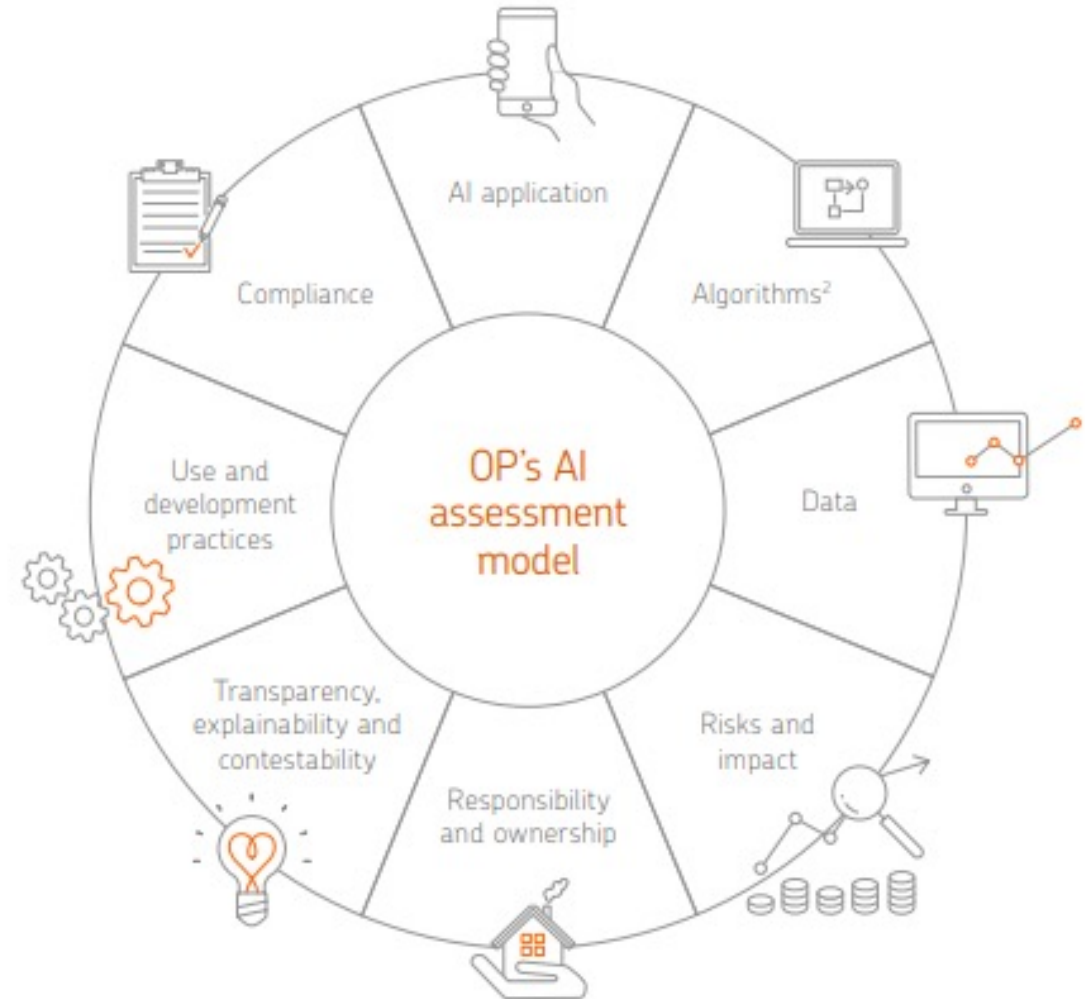 AI application
Algorithms²
Data
Risks and
impact
Responsibility
and ownership
Transparency,
explainability and
contestability
Use and
development
practices
Compliance
OP's AI
assessment
model